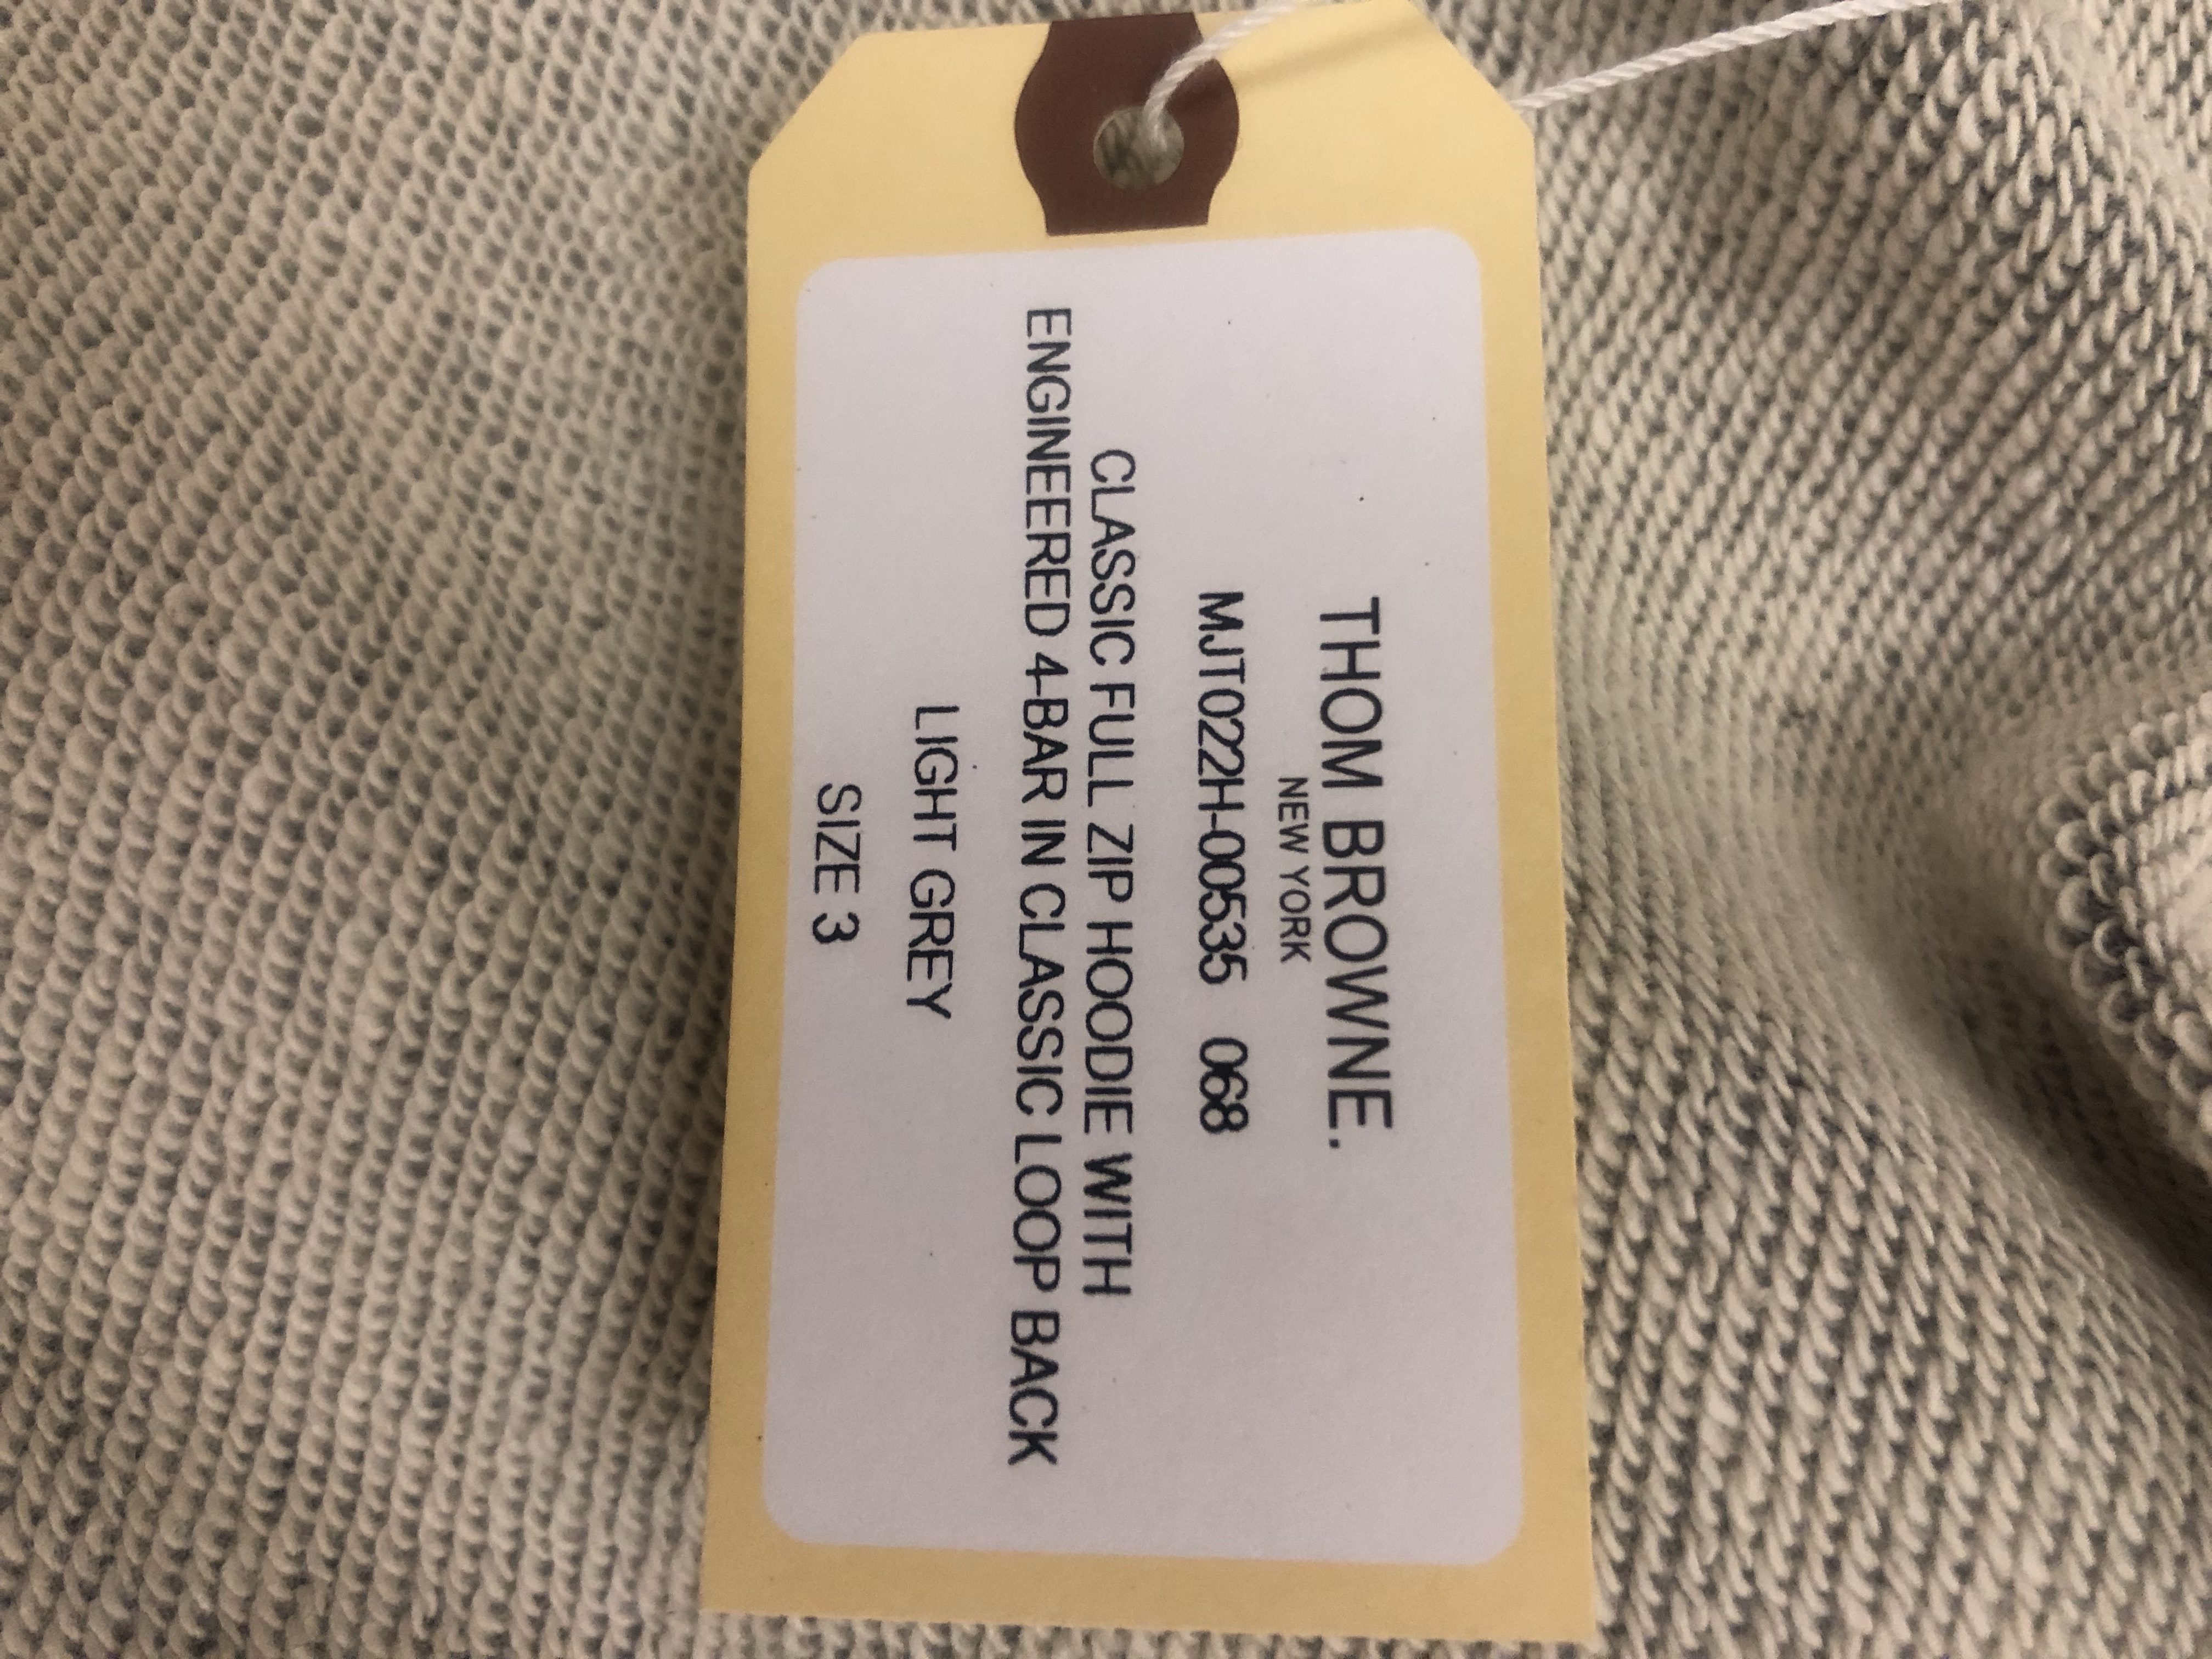 THOM BROWNE.
NEW YORK
MJT022H-00535 068
CLASSIC FULL ZIP HOODIE WITH
ENGINEERED 4-BAR IN CLASSIC LOOP BACK
LIGHT GREY
SIZE 3